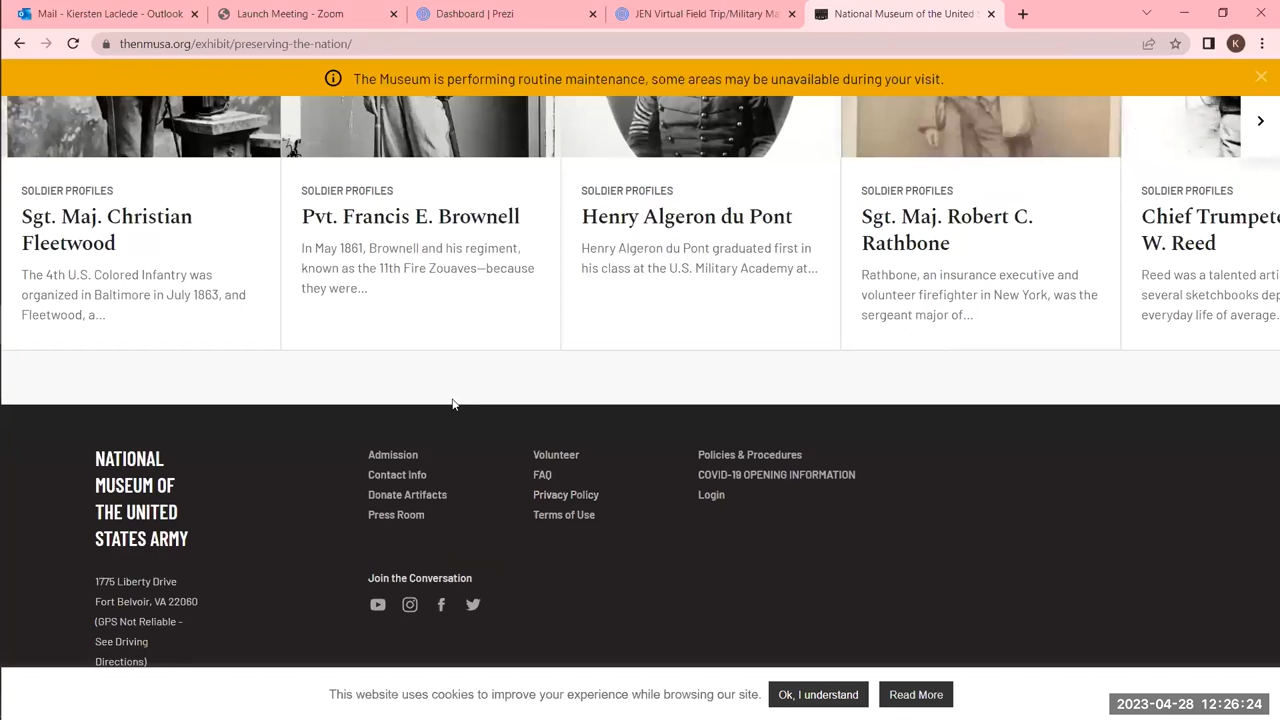 Mail - Kiersten Laclede - Outlook
Launch Meeting - Zoom
Dashboard | Prezi
JEN Virtual Field Trip/Military Ma
National Museum of the United
thenmusa.org/exhibit/preserving-the-nation/
K
The Museum is performing routine maintenance, some areas may be unavailable during your visit.
SOLDIER PROFILES
Sgt. Maj. Christian
Fleetwood
The 4th U.S. Colored Infantry was
organized in Baltimore in July 1863, and
Fleetwood, a...
SOLDIER PROFILES
Pvt. Francis E. Brownell
In May 1861, Brownell and his regiment,
known as the 11th Fire Zouaves—because
they were...
SOLDIER PROFILES
Henry Algeron du Pont
Henry Algeron du Pont graduated first in
his class at the U.S. Military Academy at...
SOLDIER PROFILES
Sgt. Maj. Robert C.
Rathbone
Rathbone, an insurance executive and
volunteer firefighter in New York, was the
sergeant major of...
SOLDIER PROFILES
Chief Trumpete
W. Reed
Reed was a talented arti
several sketchbooks dep
everyday life of average
NATIONAL
MUSEUM OF
THE UNITED
STATES ARMY
1775 Liberty Drive
Fort Belvoir, VA 22060
(GPS Not Reliable -
See Driving
Directions)
Admission
Contact Info
Donate Artifacts
Press Room
Volunteer
FAQ
Privacy Policy
Terms of Use
Policies & Procedures
COVID-19 OPENING INFORMATION
Login
Join the Conversation
This website uses cookies to improve your experience while browsing our site.
Ok, I understand
Read More
2023-04-28 12:26:24